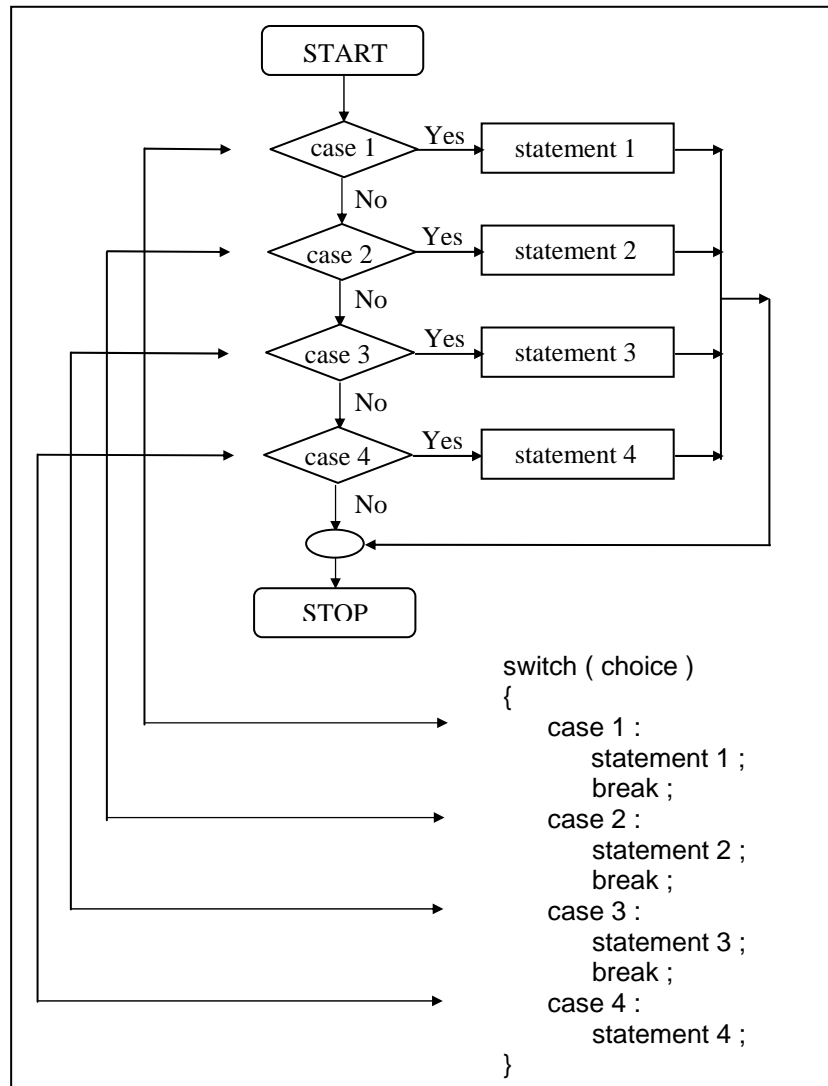 START
case 1 Yes statement 1
No
case 2 Yes statement 2
No
case 3 Yes statement 3
No
case 4 Yes statement 4
No
STOP
switch ( choice )
{
case 1 :
statement 1 ;
break ;
case 2 :
statement 2 ;
break ;
case 3 :
statement 3 ;
break ;
case 4 :
statement 4 ;
}